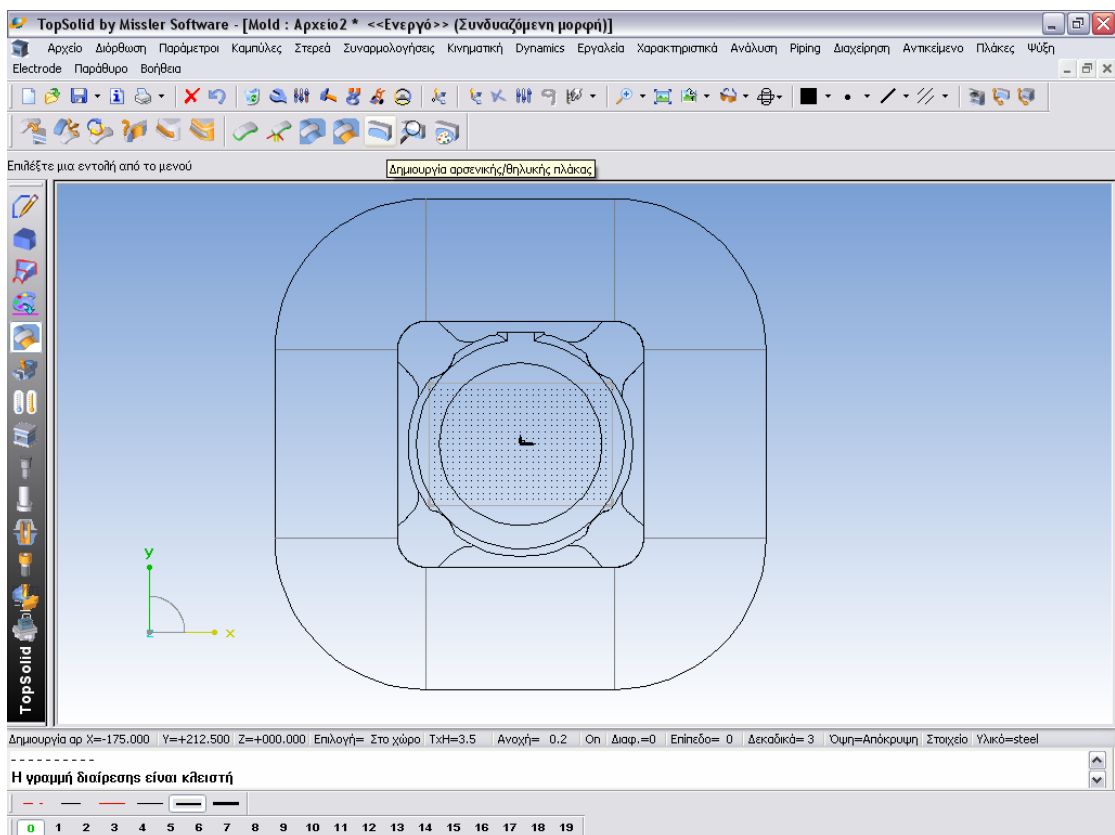 TopSolid by Missler Software - [Mold : Αρχείο2 * <<Ενεργό>> (Συνδυαζόμενη μορφή)]
Αρχείο Διόρθωση Παράμετροι Καμπύλες Στερεά Συναρμολογήσεις Κινηματική Dynamics Εργαλεία Χαρακτηριστικά Ανάλυση Piping Διαχείρηση Αντικείμενο Πλάκες Ψύξη
Electrode Παράθυρο Βοήθεια
Επιλέξτε μια εντολή από το μενού
Δημιουργία αρσενικής/θηλυκής πλάκας
y
x
z
TopSolid
Δημιουργία αρ X=-175.000 Y=+212.500 Z=+000.000 Επιλογή= Στο χώρο TxH=3.5 Ανοχή= 0.2 On Διαφ.=0 Επίπεδο= 0 Δεκαδικά= 3 Όψη=Απόκρυψη Στοιχείο Υλικό=steel
----------
Η γραμμή διαίρεσης είναι κλειστή
0 1 2 3 4 5 6 7 8 9 10 11 12 13 14 15 16 17 18 19